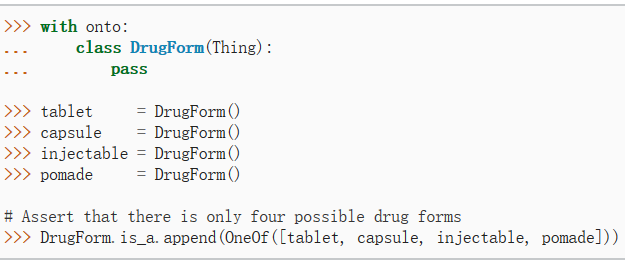 >>> with onto:
...     class DrugForm(Thing):
...         pass
>>> tablet     = DrugForm()
>>> capsule    = DrugForm()
>>> injectable = DrugForm()
>>> pomade     = DrugForm()
# Assert that there is only four possible drug forms
>>> DrugForm.is_a.append(OneOf([tablet, capsule, injectable, pomade]))